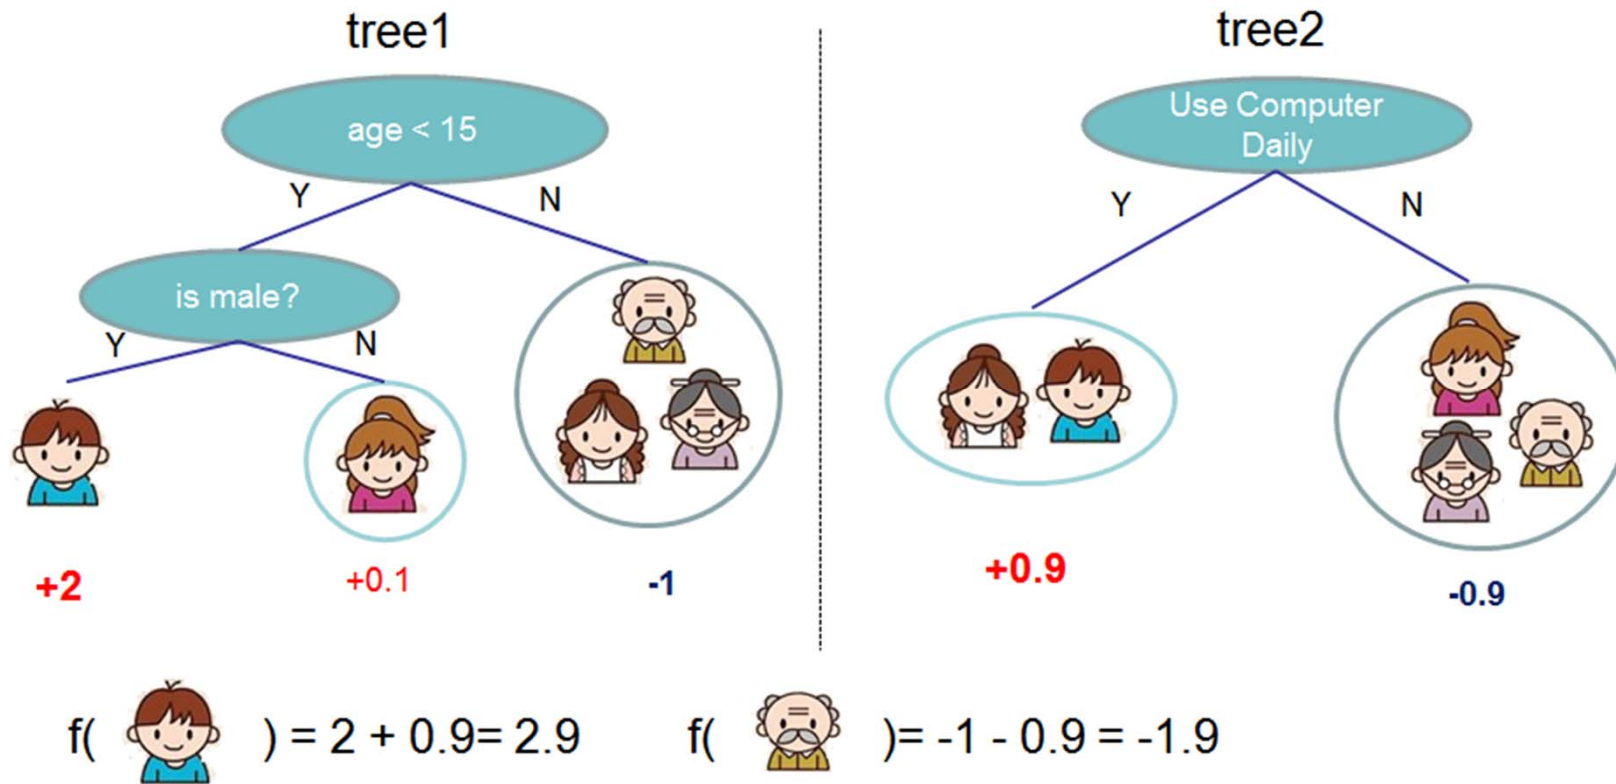 tree1
tree2
age < 15
Use Computer
Daily
Y
N
Y
N
is male?
Y
N
+2
+0.1
-1
+0.9
-0.9
f( ) = 2 + 0.9= 2.9
f( )= -1 - 0.9 = -1.9